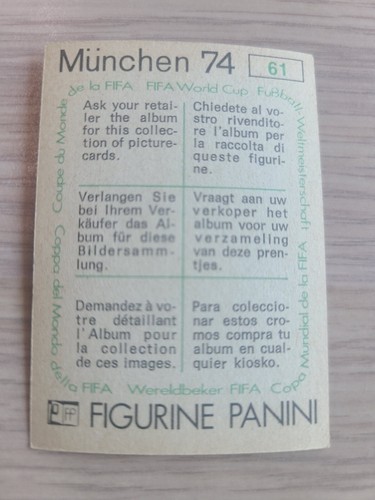 München 74
61
de la FIFA FIFA World Cup Fußball Weltmeisterschaft
Coupe du Monde
Ask your retai-
ler the album
for this collec-
tion of picture-
cards.
Chiedete al vo-
stro rivendito-
re l'album per
la raccolta di
queste figuri-
ne.
Verlangen Sie
bei Ihrem Ver-
käufer das Al-
bum für diese
Bildersamm-
lung.
Vraagt aan uw
verkoper het
album voor uw
verzameling
van deze pren-
tjes.
Demandez à vo-
tre détaillant
l'Album pour
la collection
de ces images.
Para coleccio-
nar estos cro-
mos compra tu
album en cual-
quier kiosko.
Coppa del Mondo
della FIFA Wereldbeker FIFA Copa
Mundial de la FIFA
FIGURINE PANINI